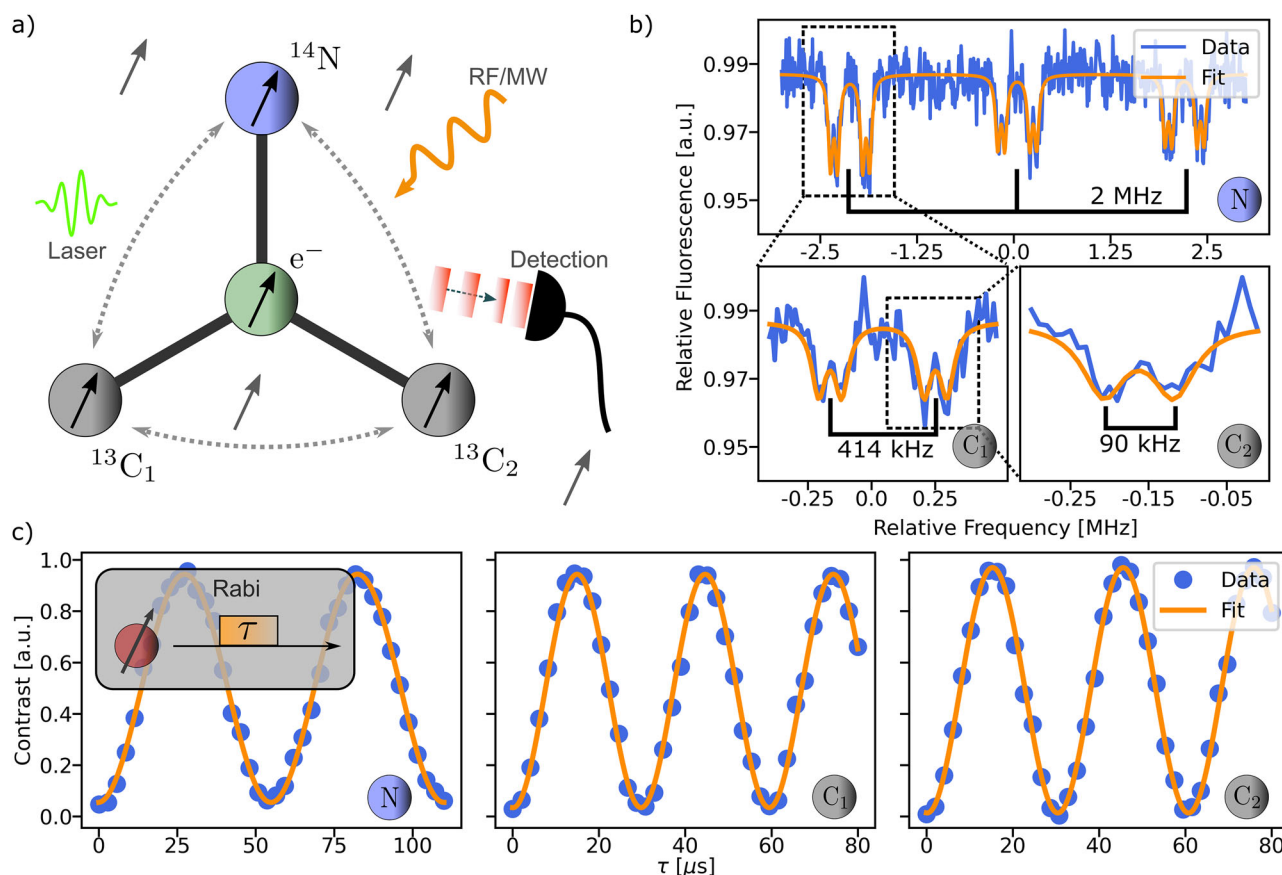 a)
¹⁴N
RF/MW
Laser
e⁻
Detection
¹³C₁
¹³C₂
b)
Relative Fluorescence [a.u.]
0.99
0.97
0.95
Data
Fit
2 MHz
N
-2.5
-1.25
0.0
1.25
2.5
0.99
0.97
0.95
414 kHz
C₁
90 kHz
C₂
-0.25
0.0
0.25
-0.25
-0.15
-0.05
Relative Frequency [MHz]
c)
Contrast [a.u.]
1.0
0.8
0.6
0.4
0.2
0.0
Rabi
τ
N
0
25
50
75
100
C₁
0
20
40
60
80
Data
Fit
C₂
0
20
40
60
80
τ [μs]